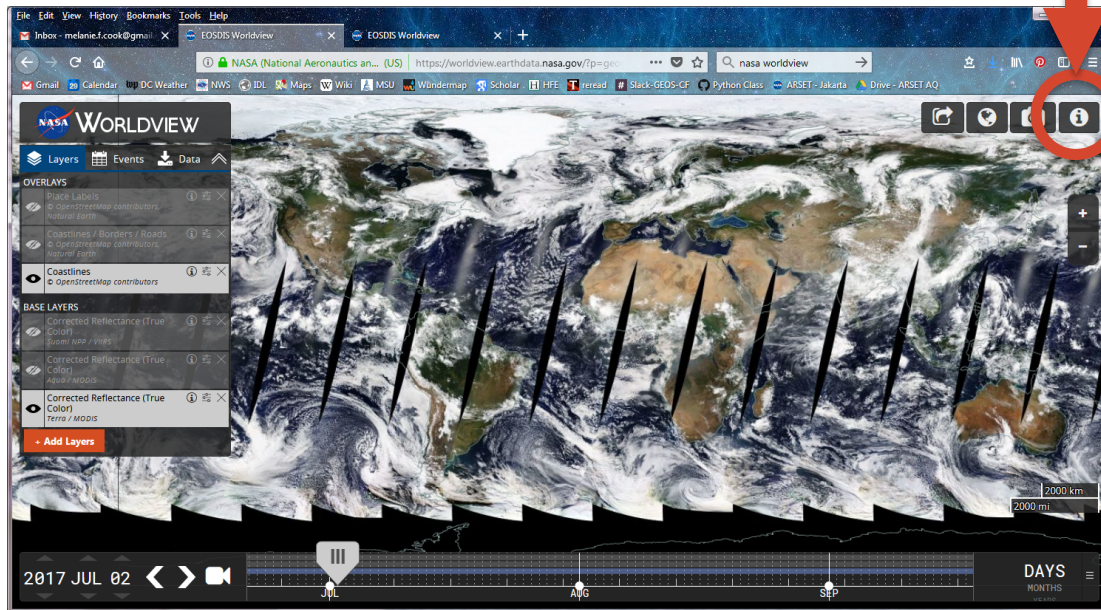 File Edit View History Bookmarks Tools Help
Inbox - melanie.f.cook@gmail
EOSDIS Worldview
EOSDIS Worldview
NASA (National Aeronautics an... (US)
https://worldview.earthdata.nasa.gov/?p=geo
nasa worldview
Gmail 20 Calendar wp DC Weather NWS IDL Maps W Wiki MSU Wundermap Scholar H HFE T reread # Slack-GEOS-CF Python Class ARSET - Jakarta Drive - ARSET AQ
NASA WORLDVIEW
Layers Events Data
OVERLAYS
Place Labels
© OpenStreetMap contributors,
Natural Earth
Coastlines / Borders / Roads
© OpenStreetMap contributors,
Natural Earth
Coastlines
© OpenStreetMap contributors
BASE LAYERS
Corrected Reflectance (True
Color)
Suomi NPP / VIIRS
Corrected Reflectance (True
Color)
Aqua / MODIS
Corrected Reflectance (True
Color)
Terra / MODIS
+ Add Layers
+
-
2000 km
2000 mi
2017 JUL 02
JUL AUG SEP
DAYS
MONTHS
YEARS